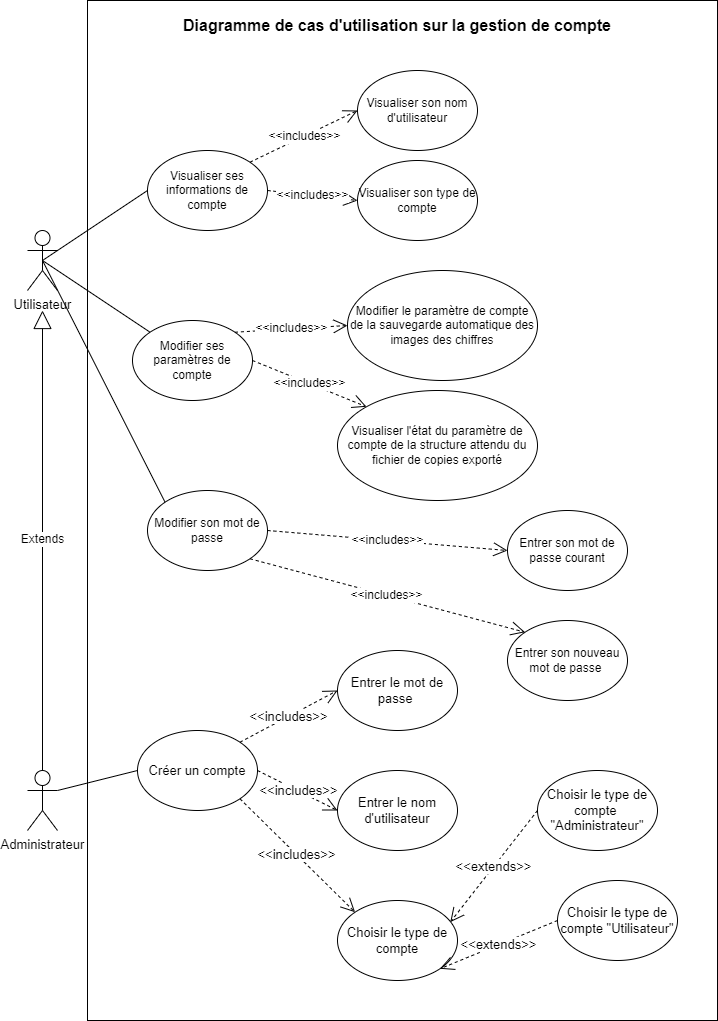 Diagramme de cas d'utilisation sur la gestion de compte
Visualiser son nom
d'utilisateur
<<includes>>
Visualiser ses
informations de
compte
<<includes>>
Visualiser son type de
compte
Utilisateur
Modifier le paramètre de compte
de la sauvegarde automatique des
images des chiffres
<<includes>>
Modifier ses
paramètres de
compte
<<includes>>
Visualiser l'état du paramètre de
compte de la structure attendu du
fichier de copies exporté
Modifier son mot de
passe
<<includes>>
Entrer son mot de
passe courant
Extends
<<includes>>
Entrer son nouveau
mot de passe
Entrer le mot de
passe
<<includes>>
Créer un compte
<<includes>>
Entrer le nom
d'utilisateur
Choisir le type de
compte
"Administrateur"
Administrateur
<<includes>>
<<extends>>
Choisir le type de
compte "Utilisateur"
Choisir le type de
compte
<<extends>>